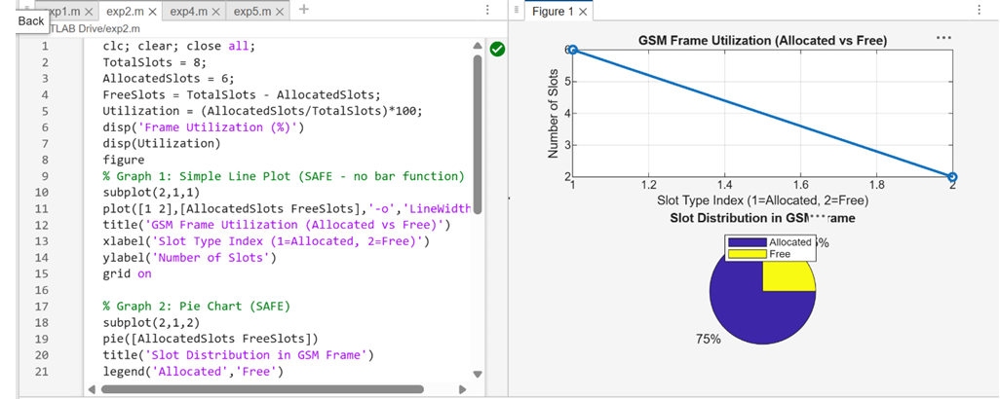 Back
xp1.m × exp2.m × exp4.m × exp5.m × +
TLAB Drive/exp2.m
1 clc; clear; close all;
2 TotalSlots = 8;
3 AllocatedSlots = 6;
4 FreeSlots = TotalSlots - AllocatedSlots;
5 Utilization = (AllocatedSlots/TotalSlots)*100;
6 disp('Frame Utilization (%)')
7 disp(Utilization)
8 figure
9 % Graph 1: Simple Line Plot (SAFE - no bar function)
10 subplot(2,1,1)
11 plot([1 2],[AllocatedSlots FreeSlots],'-o','LineWidth
12 title('GSM Frame Utilization (Allocated vs Free)')
13 xlabel('Slot Type Index (1=Allocated, 2=Free)')
14 ylabel('Number of Slots')
15 grid on
16
17 % Graph 2: Pie Chart (SAFE)
18 subplot(2,1,2)
19 pie([AllocatedSlots FreeSlots])
20 title('Slot Distribution in GSM Frame')
21 legend('Allocated','Free')
Figure 1 ×
GSM Frame Utilization (Allocated vs Free)
Number of Slots
6
5
4
3
2
1 1.2 1.4 1.6 1.8 2
Slot Type Index (1=Allocated, 2=Free)
Slot Distribution in GSM rame
Allocated 5%
Free
75%